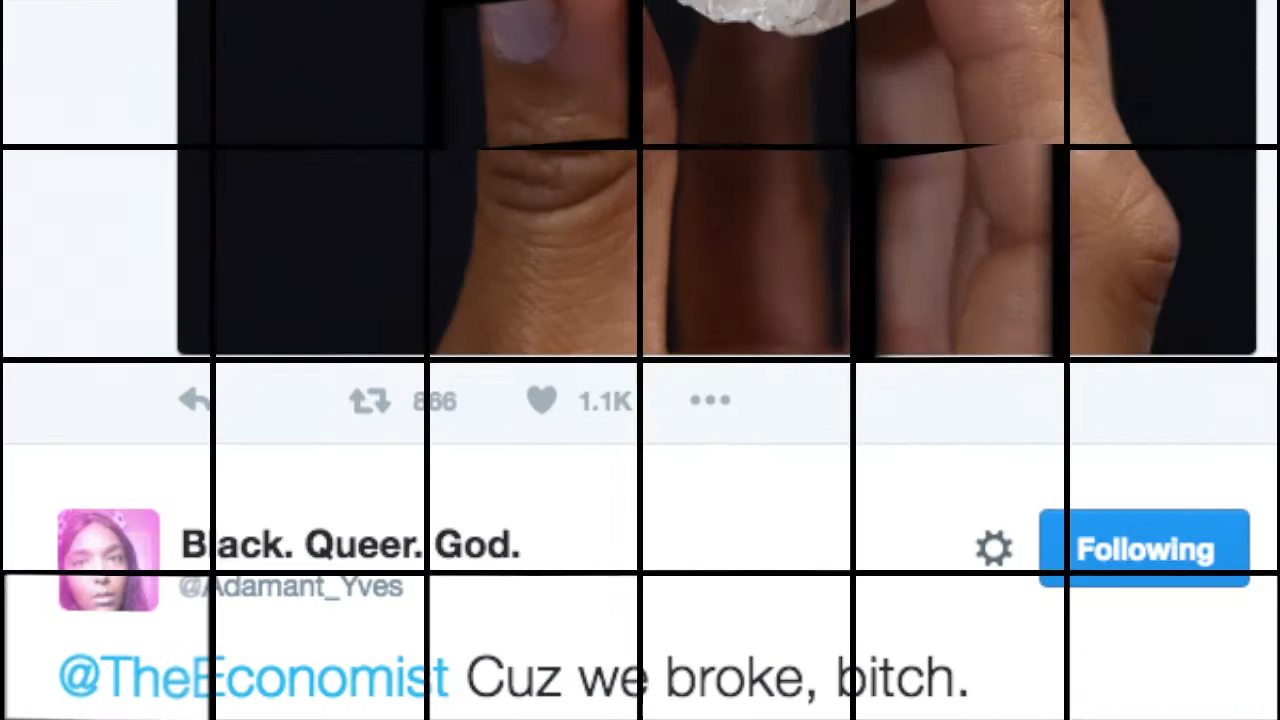 866 1.1K
Black. Queer. God.
Following
@Adamant_Yves
@TheEconomist Cuz we broke, bitch.